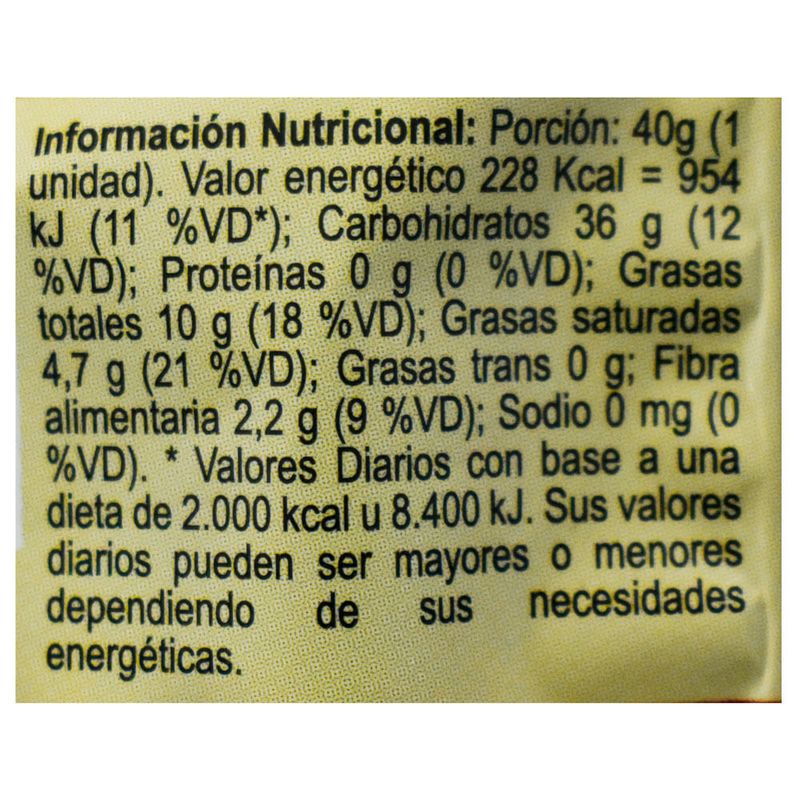 Información Nutricional: Porción: 40g (1
unidad). Valor energético 228 Kcal = 954
kJ (11 %VD*); Carbohidratos 36 g (12
%VD); Proteínas 0 g (0 %VD); Grasas
totales 10 g (18 %VD); Grasas saturadas
4,7 g (21 %VD); Grasas trans 0 g; Fibra
alimentaria 2,2 g (9 %VD); Sodio 0 mg (0
%VD). * Valores Diarios con base a una
dieta de 2.000 kcal u 8.400 kJ. Sus valores
diarios pueden ser mayores o menores
dependiendo de sus necesidades
energéticas.